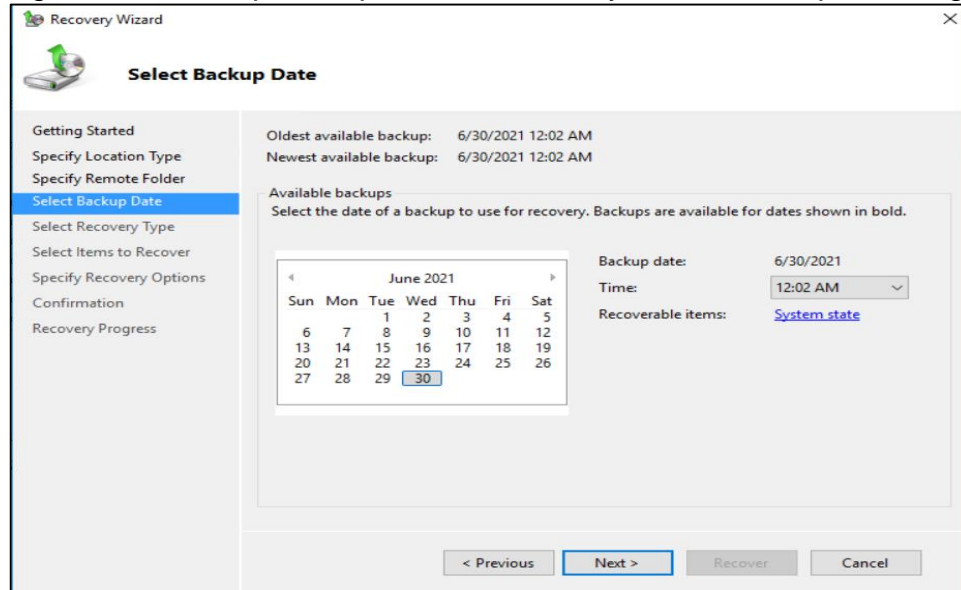 Recovery Wizard
Select Backup Date
Getting Started
Specify Location Type
Specify Remote Folder
Select Backup Date
Select Recovery Type
Select Items to Recover
Specify Recovery Options
Confirmation
Recovery Progress
Oldest available backup: 6/30/2021 12:02 AM
Newest available backup: 6/30/2021 12:02 AM
Available backups
Select the date of a backup to use for recovery. Backups are available for dates shown in bold.
June 2021
Sun Mon Tue Wed Thu Fri Sat
1 2 3 4 5
6 7 8 9 10 11 12
13 14 15 16 17 18 19
20 21 22 23 24 25 26
27 28 29 30
Backup date: 6/30/2021
Time: 12:02 AM
Recoverable items: System state
< Previous Next > Recover Cancel